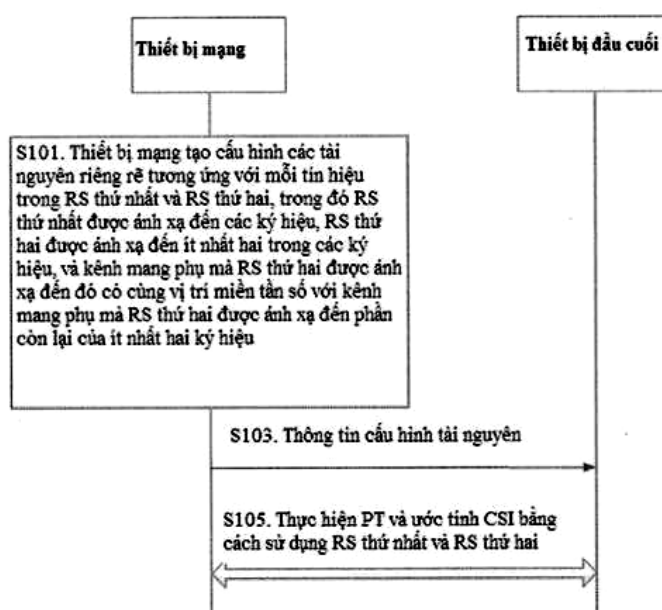 Thiết bị mạng
Thiết bị đầu cuối
S101. Thiết bị mạng tạo cấu hình các tài
nguyên riêng rẽ tương ứng với mỗi tín hiệu
trong RS thứ nhất và RS thứ hai, trong đó RS
thứ nhất được ánh xạ đến các ký hiệu, RS thứ
hai được ánh xạ đến ít nhất hai trong các ký
hiệu, và kênh mang phụ mà RS thứ hai được ánh
xạ đến đó có cùng vị trí miền tần số với kênh
mang phụ mà RS thứ hai được ánh xạ đến phần
còn lại của ít nhất hai ký hiệu
S103. Thông tin cấu hình tài nguyên
S105. Thực hiện PT và ước tính CSI bằng
cách sử dụng RS thứ nhất và RS thứ hai